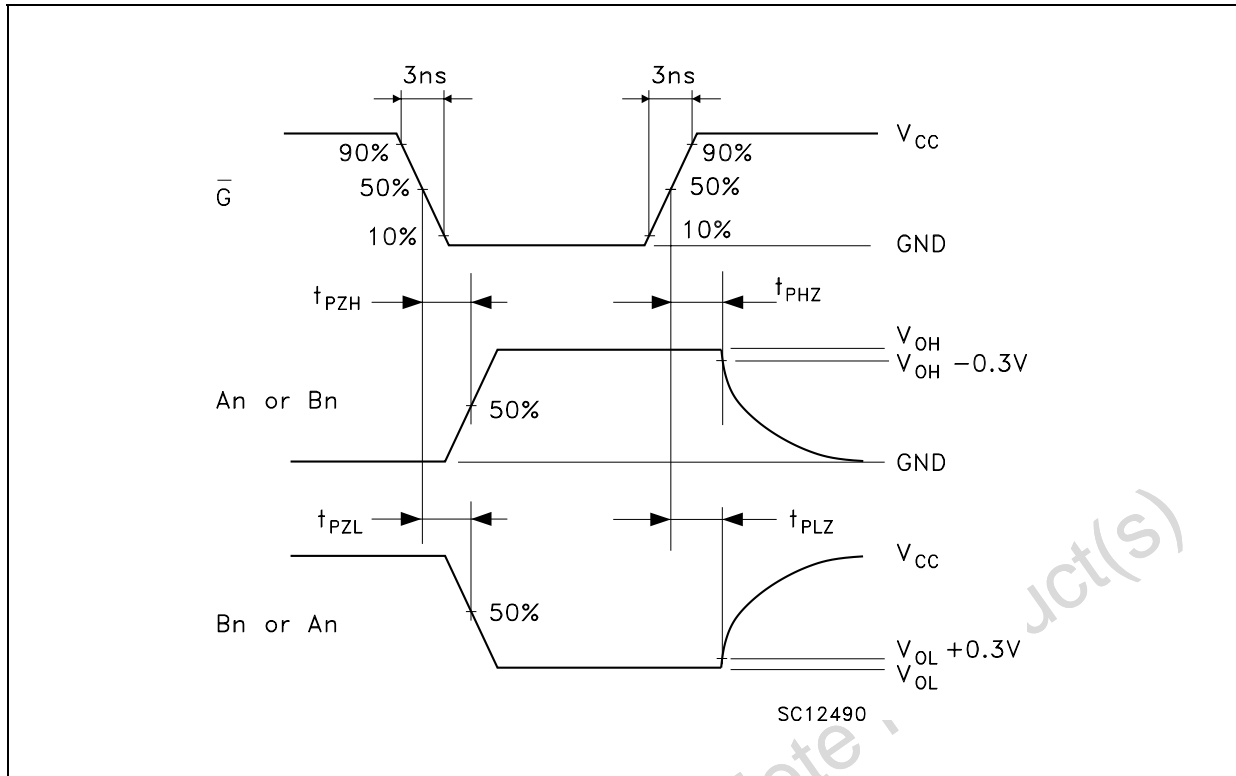 3ns 3ns
V_CC
90% 90%
50% 50%
G̅
10% 10%
GND
t_PZH t_PHZ
V_OH
V_OH −0.3V
An or Bn 50%
GND
t_PZL t_PLZ
V_CC
Bn or An 50%
V_OL +0.3V
V_OL
SC12490